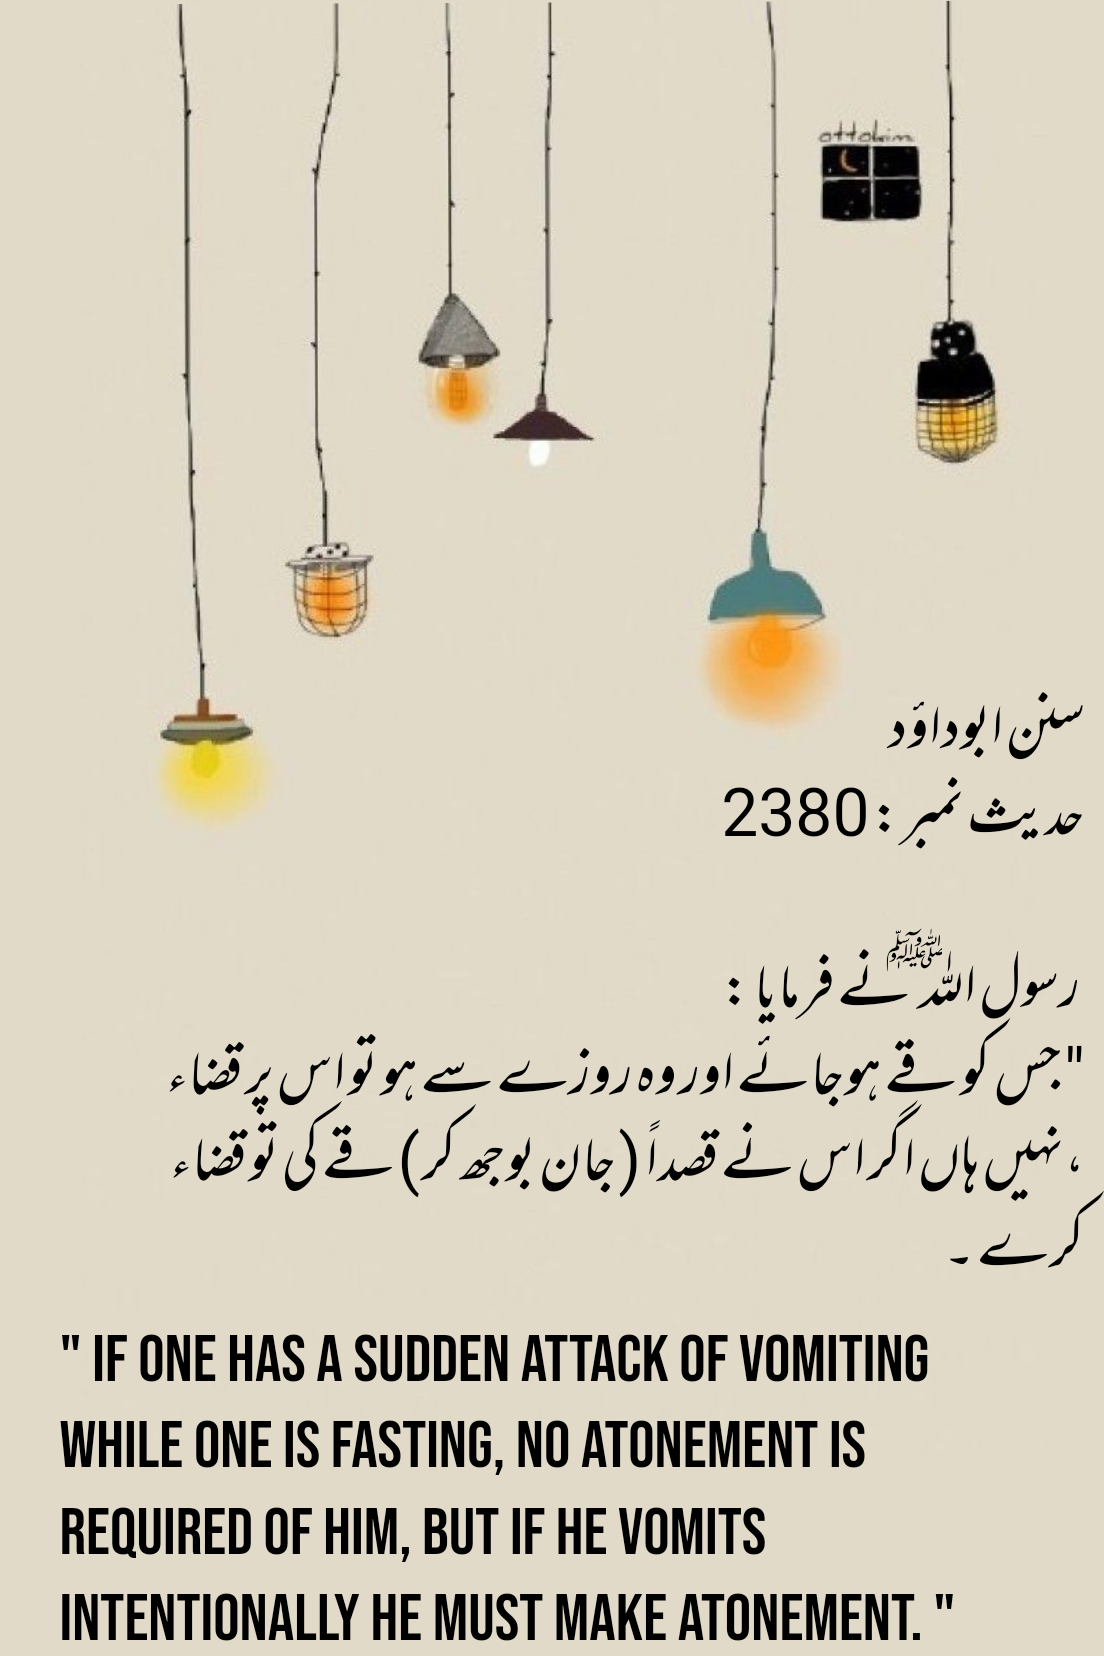 ottokim
سنن ابوداؤد
حدیث نمبر : 2380
رسول اللہ ﷺ نے فرمایا :
"جس کو قے ہوجائے اور وہ روزے سے ہو تو اس پر قضاء
، نہیں ہاں اگر اس نے قصداً (جان بوجھ کر) قے کی تو قضاء
کرے ۔
" IF ONE HAS A SUDDEN ATTACK OF VOMITING
WHILE ONE IS FASTING, NO ATONEMENT IS
REQUIRED OF HIM, BUT IF HE VOMITS
INTENTIONALLY HE MUST MAKE ATONEMENT. "